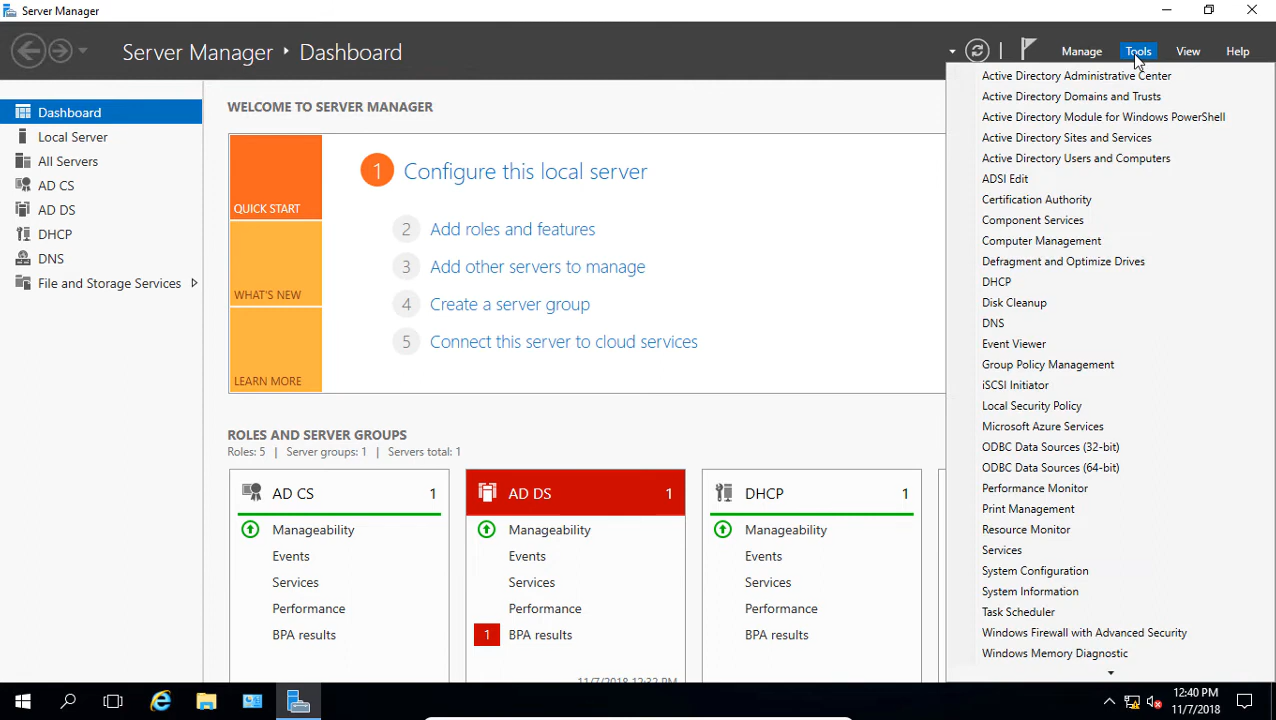 Server Manager
Server Manager ‣ Dashboard
Manage Tools View Help
Dashboard
Local Server
All Servers
AD CS
AD DS
DHCP
DNS
File and Storage Services
WELCOME TO SERVER MANAGER
QUICK START
WHAT'S NEW
LEARN MORE
1 Configure this local server
2 Add roles and features
3 Add other servers to manage
4 Create a server group
5 Connect this server to cloud services
ROLES AND SERVER GROUPS
Roles: 5 | Server groups: 1 | Servers total: 1
AD CS 1
Manageability
Events
Services
Performance
BPA results
AD DS 1
Manageability
Events
Services
Performance
1 BPA results
11/7/2018 12:32 PM
DHCP 1
Manageability
Events
Services
Performance
BPA results
Active Directory Administrative Center
Active Directory Domains and Trusts
Active Directory Module for Windows PowerShell
Active Directory Sites and Services
Active Directory Users and Computers
ADSI Edit
Certification Authority
Component Services
Computer Management
Defragment and Optimize Drives
DHCP
Disk Cleanup
DNS
Event Viewer
Group Policy Management
iSCSI Initiator
Local Security Policy
Microsoft Azure Services
ODBC Data Sources (32-bit)
ODBC Data Sources (64-bit)
Performance Monitor
Print Management
Resource Monitor
Services
System Configuration
System Information
Task Scheduler
Windows Firewall with Advanced Security
Windows Memory Diagnostic
12:40 PM
11/7/2018